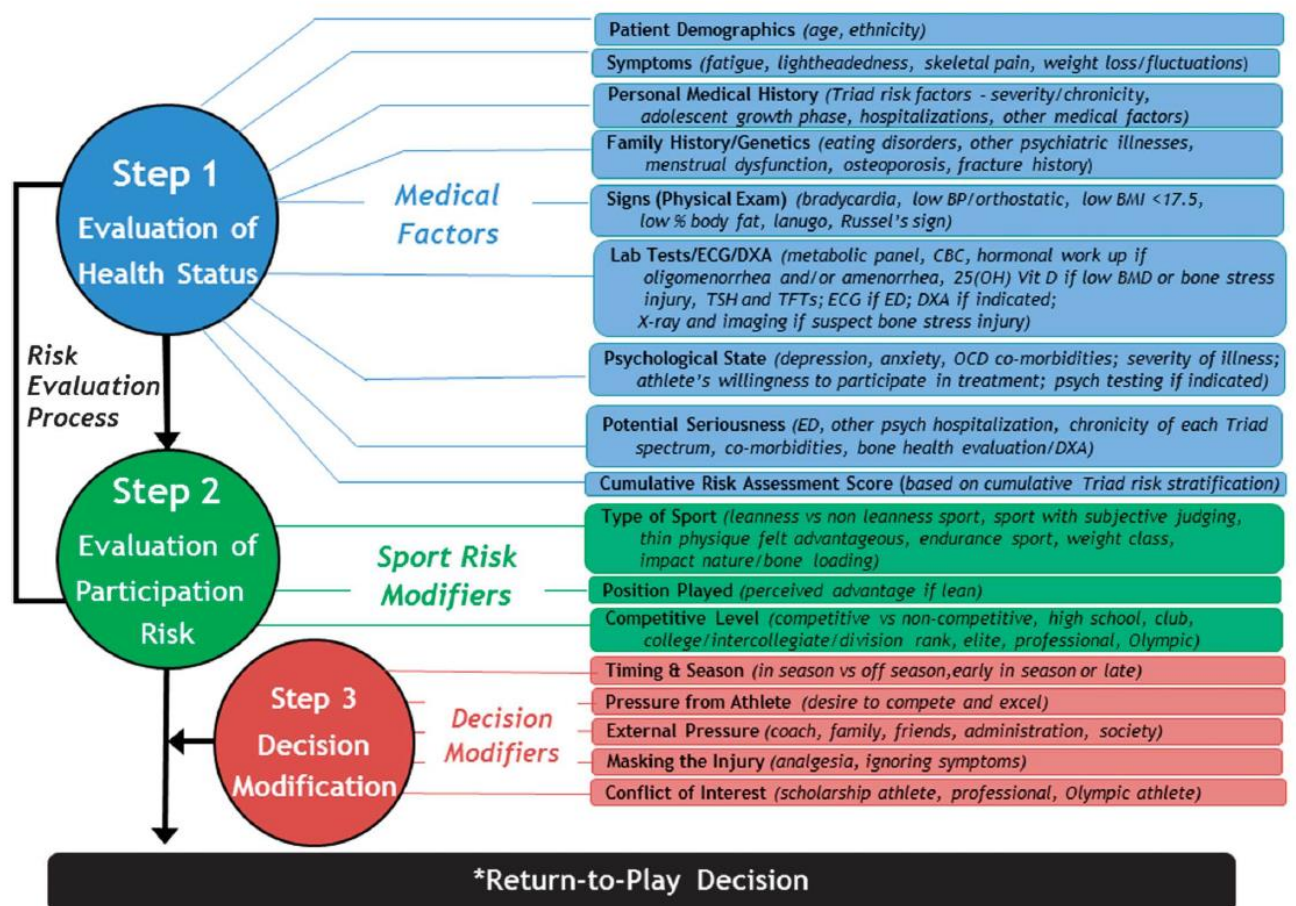 Step 1
Evaluation of
Health Status
Medical
Factors
Patient Demographics (age, ethnicity)
Symptoms (fatigue, lightheadedness, skeletal pain, weight loss/fluctuations)
Personal Medical History (Triad risk factors - severity/chronicity,
adolescent growth phase, hospitalizations, other medical factors)
Family History/Genetics (eating disorders, other psychiatric illnesses,
menstrual dysfunction, osteoporosis, fracture history)
Signs (Physical Exam) (bradycardia, low BP/orthostatic, low BMI <17.5,
low % body fat, lanugo, Russel's sign)
Lab Tests/ECG/DXA (metabolic panel, CBC, hormonal work up if
oligomenorrhea and/or amenorrhea, 25(OH) Vit D if low BMD or bone stress
injury, TSH and TFTs; ECG if ED; DXA if indicated;
X-ray and imaging if suspect bone stress injury)
Psychological State (depression, anxiety, OCD co-morbidities; severity of illness;
athlete's willingness to participate in treatment; psych testing if indicated)
Potential Seriousness (ED, other psych hospitalization, chronicity of each Triad
spectrum, co-morbidities, bone health evaluation/DXA)
Cumulative Risk Assessment Score (based on cumulative Triad risk stratification)
Risk
Evaluation
Process
Step 2
Evaluation of
Participation
Risk
Sport Risk
Modifiers
Type of Sport (leanness vs non leanness sport, sport with subjective judging,
thin physique felt advantageous, endurance sport, weight class,
impact nature/bone loading)
Position Played (perceived advantage if lean)
Competitive Level (competitive vs non-competitive, high school, club,
college/intercollegiate/division rank, elite, professional, Olympic)
Step 3
Decision
Modification
Decision
Modifiers
Timing & Season (in season vs off season,early in season or late)
Pressure from Athlete (desire to compete and excel)
External Pressure (coach, family, friends, administration, society)
Masking the Injury (analgesia, ignoring symptoms)
Conflict of Interest (scholarship athlete, professional, Olympic athlete)
*Return-to-Play Decision